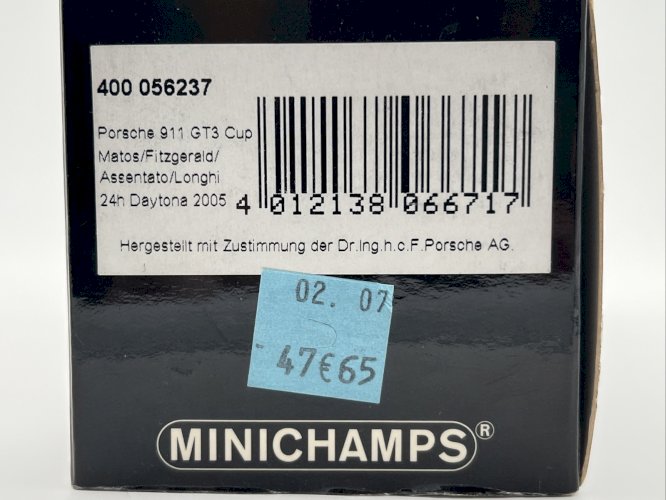 400 056237
Porsche 911 GT3 Cup
Matos/Fitzgerald/
Assentato/Longhi
24h Daytona 2005
4 012138 066717
Hergestellt mit Zustimmung der Dr.Ing.h.c.F.Porsche AG.
02. 07
47€65
MINICHAMPS®